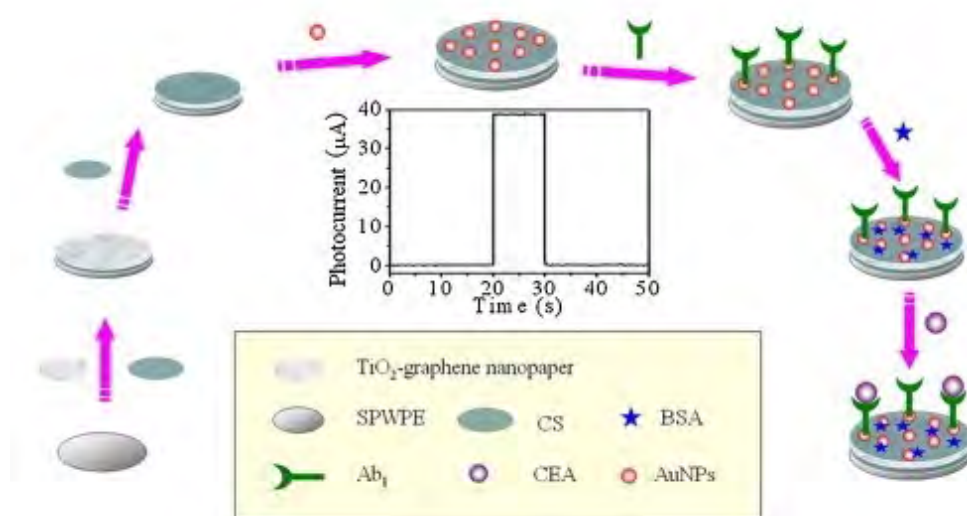 Photocurrent (μA)
40
30
20
10
0
0 10 20 30 40 50
Time (s)
TiO₂-graphene nanopaper
SPWPE CS BSA
Ab₁ CEA AuNPs